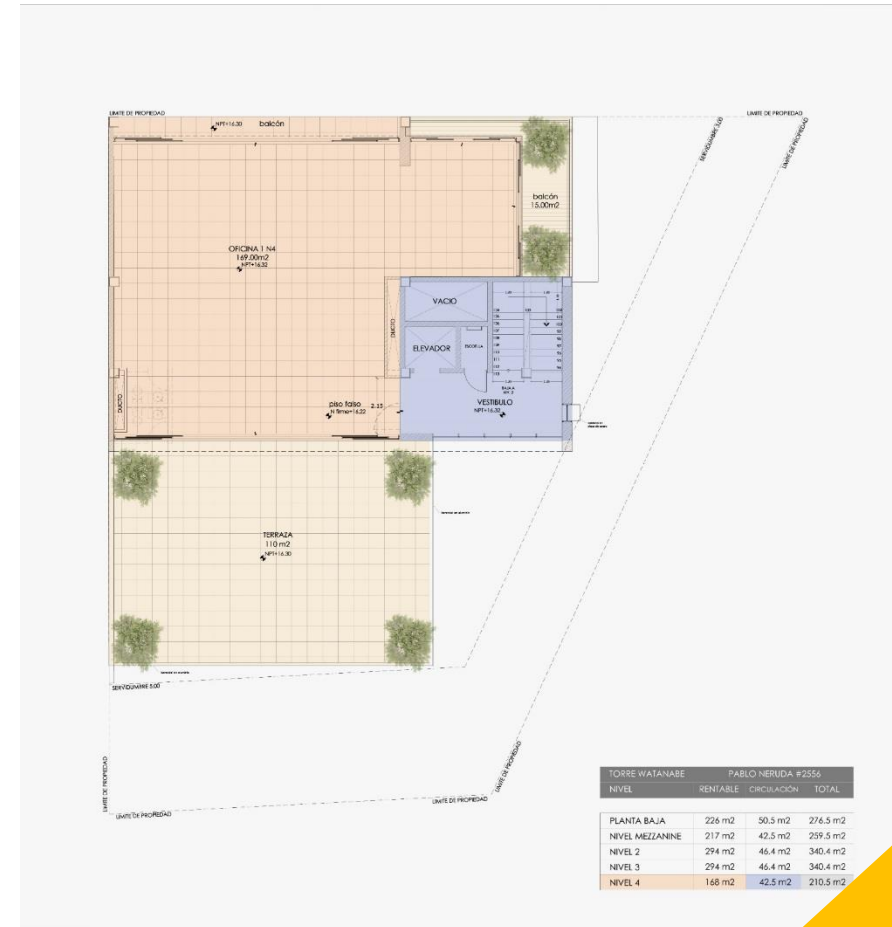 LIMITE DE PROPIEDAD
LIMITE DE PROPIEDAD
NPT+16.30
balcón
SERVIDUMBRE 3.00
LIMITE DE PROPIEDAD
balcón
15.00m2
OFICINA 1 N4
169.00m2
NPT+16.32
VACIO
DUCTO
ELEVADOR
DUCTO
piso falso
N firme+16.22
2.15
VESTIBULO
NPT+16.32
TERRAZA
110 m2
NPT+16.30
SERVIDUMBRE 5.00
LIMITE DE PROPIEDAD
LIMITE DE PROPIEDAD
LIMITE DE PROPIEDAD
LIMITE DE PROPIEDAD
TORRE WATANABE PABLO NERUDA #2556
NIVEL RENTABLE CIRCULACIÓN TOTAL
PLANTA BAJA 226 m2 50.5 m2 276.5 m2
NIVEL MEZZANINE 217 m2 42.5 m2 259.5 m2
NIVEL 2 294 m2 46.4 m2 340.4 m2
NIVEL 3 294 m2 46.4 m2 340.4 m2
NIVEL 4 168 m2 42.5 m2 210.5 m2